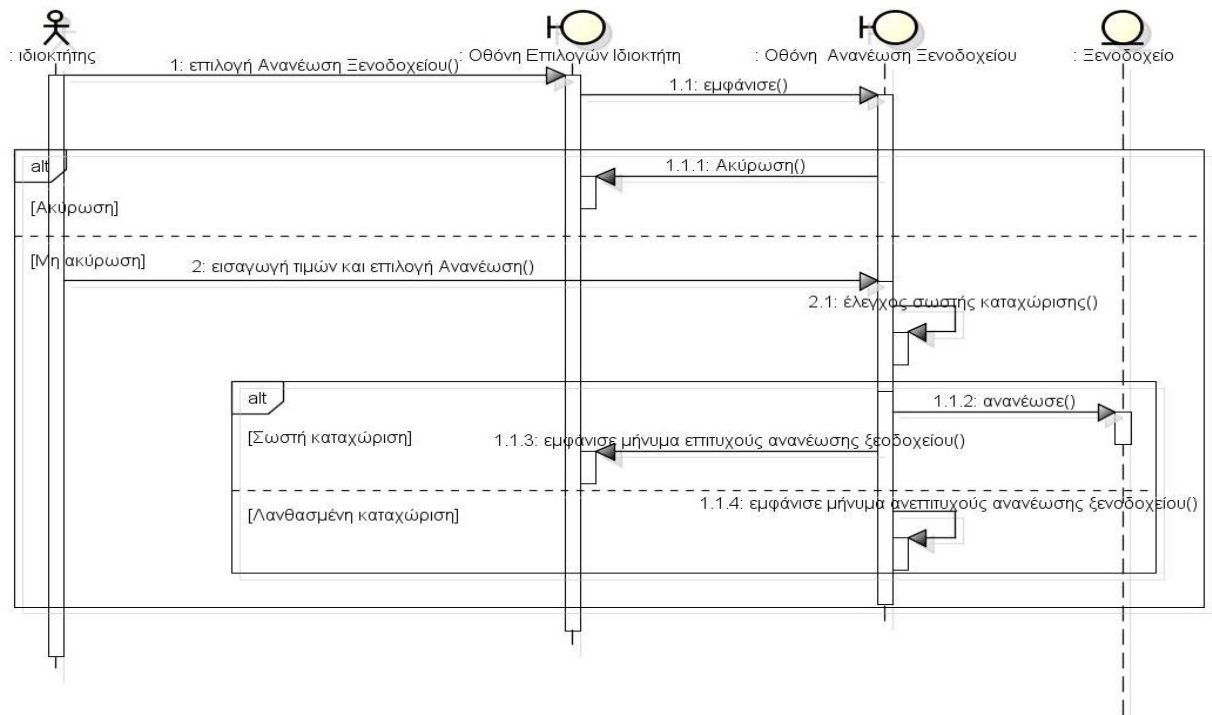 : ιδιοκτήτης
: Οθόνη Επιλογών Ιδιοκτήτη
: Οθόνη Ανανέωση Ξενοδοχείου
: Ξενοδοχείο
1: επιλογή Ανανέωση Ξενοδοχείου()
1.1: εμφάνισε()
alt
1.1.1: Ακύρωση()
[Ακύρωση]
[Μη ακύρωση]
2: εισαγωγή τιμών και επιλογή Ανανέωση()
2.1: έλεγχος σωστής καταχώρισης()
alt
1.1.2: ανανέωσε()
[Σωστή καταχώριση]
1.1.3: εμφάνισε μήνυμα επιτυχούς ανανέωσης ξεοδοχείου()
1.1.4: εμφάνισε μήνυμα ανεπιτυχούς ανανέωσης ξενοδοχείου()
[Λανθασμένη καταχώριση]